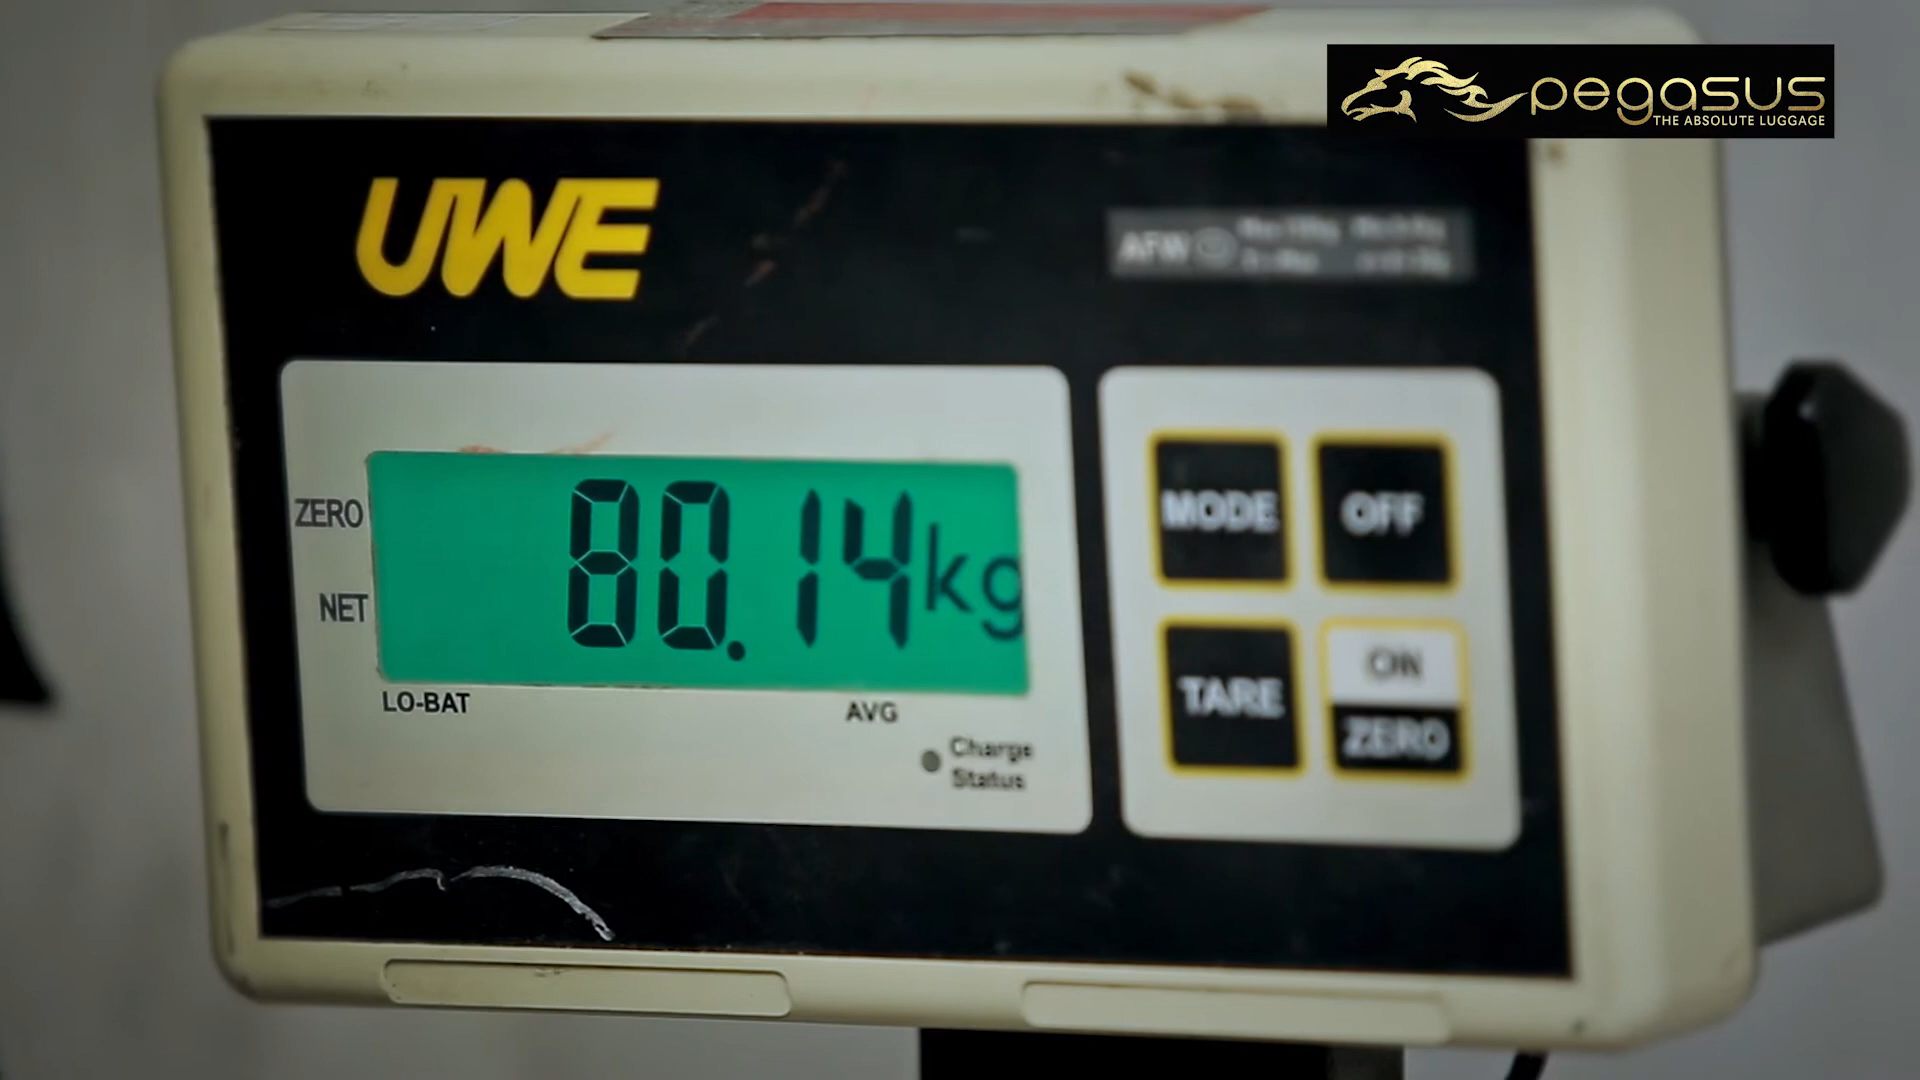 pegasus
THE ABSOLUTE LUGGAGE
UWE
AFW
ZERO
NET
80.14kg
LO-BAT
AVG
Charge
Status
MODE
OFF
TARE
ON
ZERO